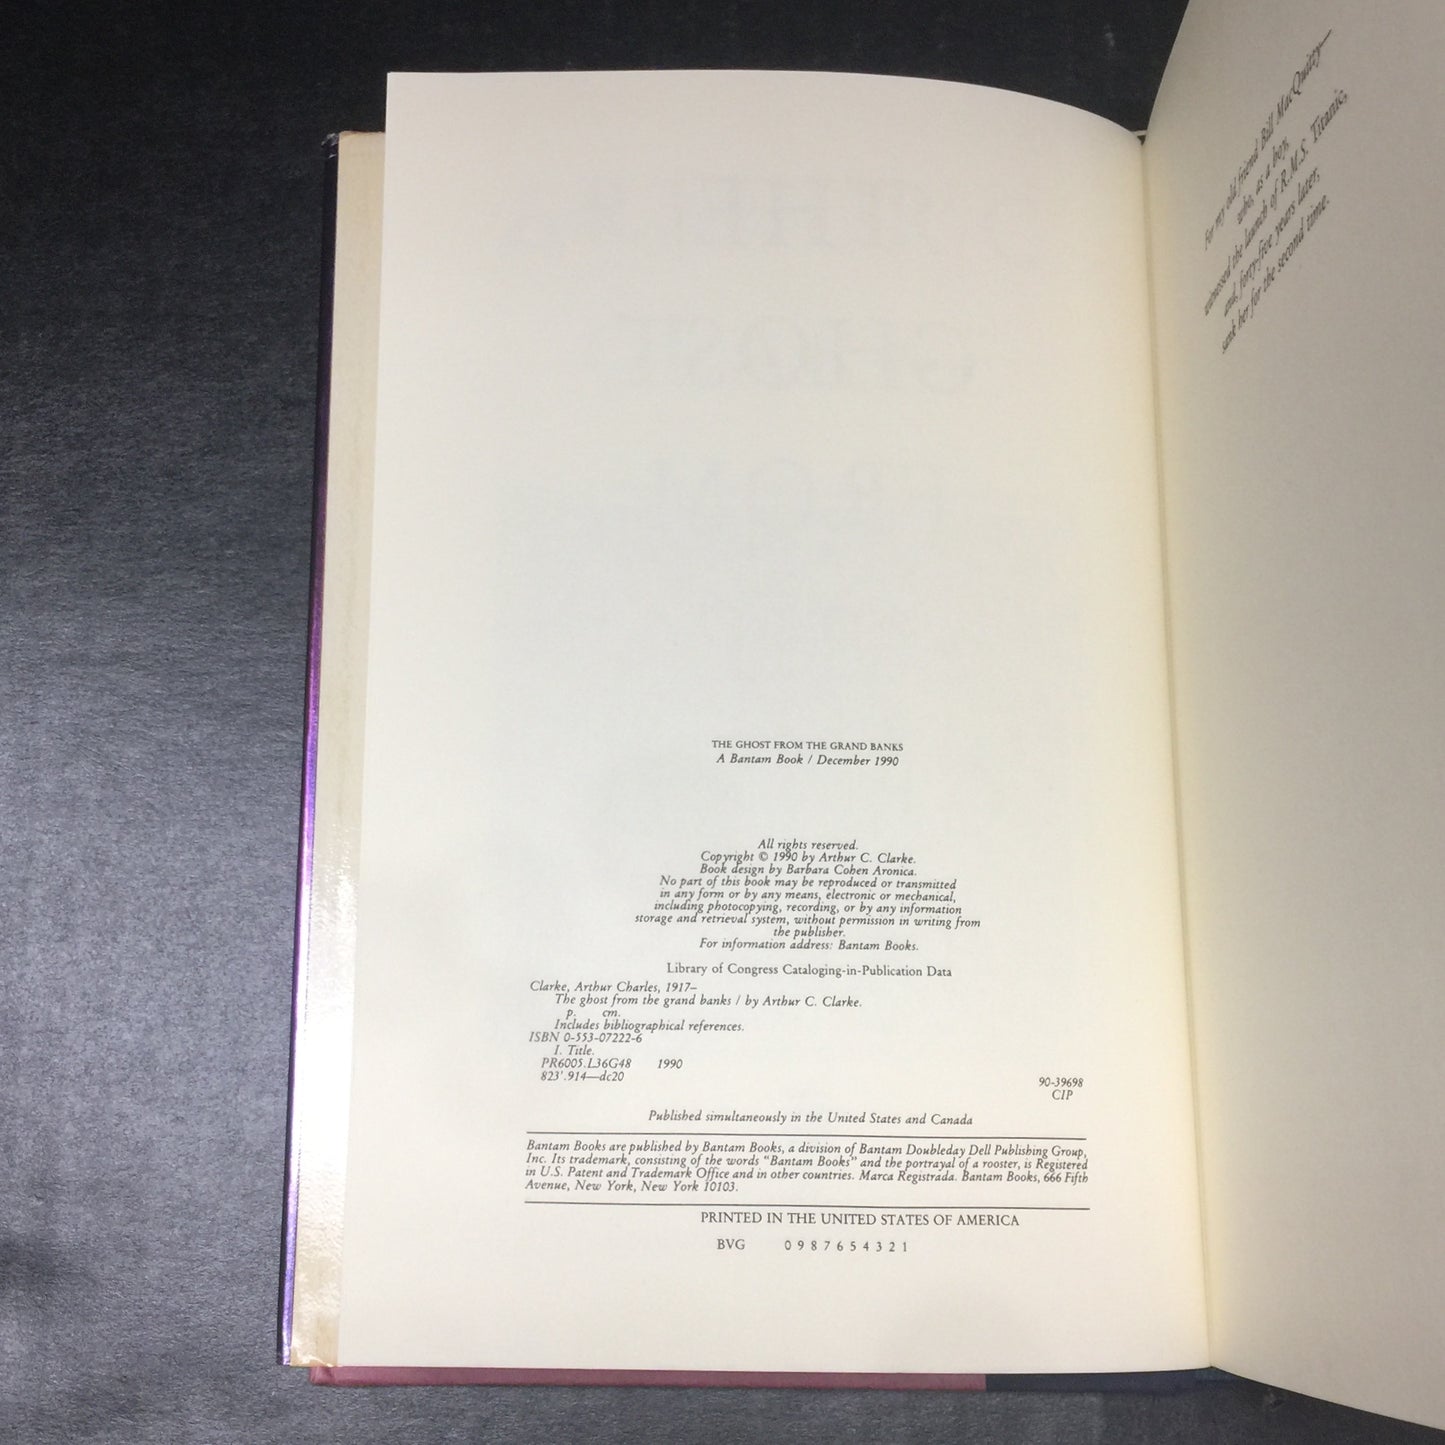 THE GHOST FROM THE GRAND BANKS
A Bantam Book / December 1990
All rights reserved.
Copyright © 1990 by Arthur C. Clarke.
Book design by Barbara Cohen Aronica.
No part of this book may be reproduced or transmitted
in any form or by any means, electronic or mechanical,
including photocopying, recording, or by any information
storage and retrieval system, without permission in writing from
the publisher.
For information address: Bantam Books.
Library of Congress Cataloging-in-Publication Data
Clarke, Arthur Charles, 1917–
The ghost from the grand banks / by Arthur C. Clarke.
p. cm.
Includes bibliographical references.
ISBN 0-553-07222-6
I. Title.
PR6005.L36G48 1990
823'.914—dc20
90-39698
CIP
Published simultaneously in the United States and Canada
Bantam Books are published by Bantam Books, a division of Bantam Doubleday Dell Publishing Group,
Inc. Its trademark, consisting of the words "Bantam Books" and the portrayal of a rooster, is Registered
in U.S. Patent and Trademark Office and in other countries. Marca Registrada. Bantam Books, 666 Fifth
Avenue, New York, New York 10103.
PRINTED IN THE UNITED STATES OF AMERICA
BVG 0 9 8 7 6 5 4 3 2 1
For my old friend Bill MacQuitty—
who, as a boy,
witnessed the launch of R.M.S. Titanic,
and, forty-five years later,
sank her for the second time.